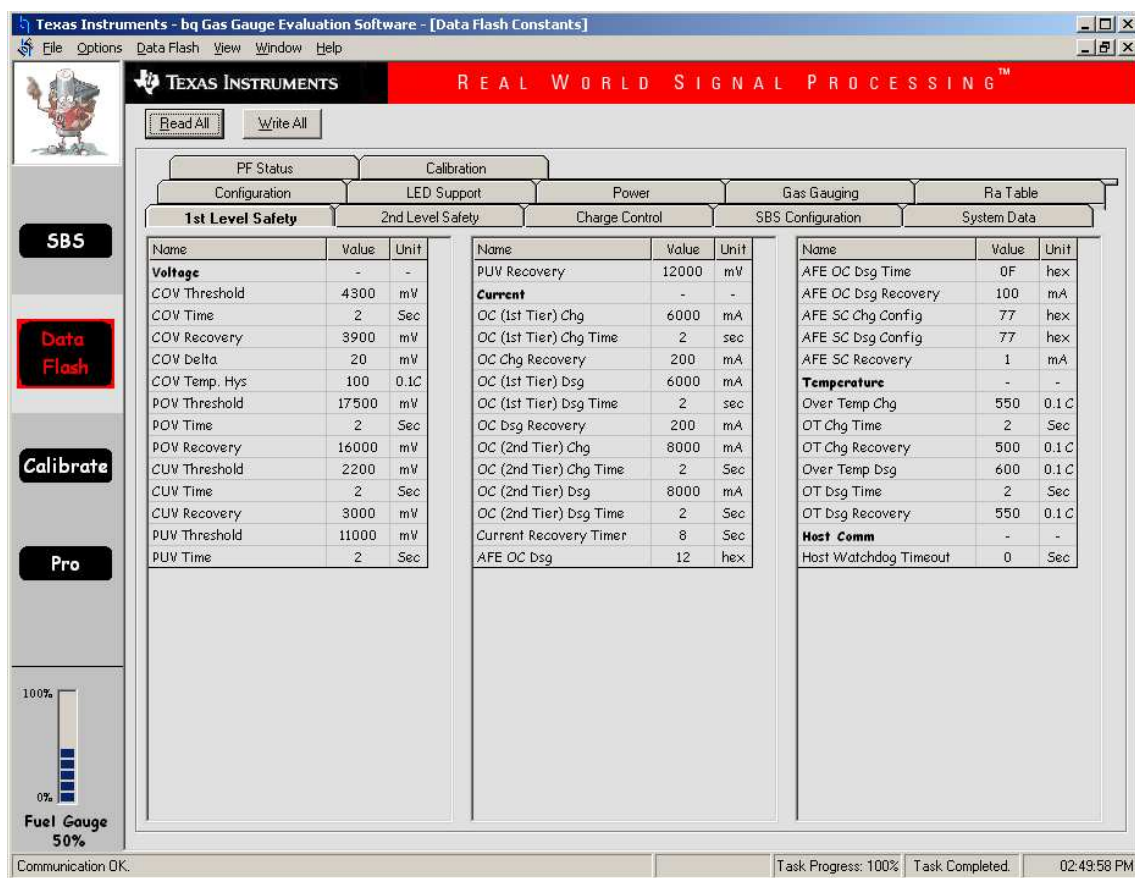 Texas Instruments - bq Gas Gauge Evaluation Software - [Data Flash Constants]
File Options Data Flash View Window Help
TEXAS INSTRUMENTS
REAL WORLD SIGNAL PROCESSING™
Read All Write All
PF Status Calibration
Configuration LED Support Power Gas Gauging Ra Table
1st Level Safety 2nd Level Safety Charge Control SBS Configuration System Data
SBS
Data Flash
Calibrate
Pro
100%
0%
Fuel Gauge
50%
Name Value Unit
Voltage - -
COV Threshold 4300 mV
COV Time 2 Sec
COV Recovery 3900 mV
COV Delta 20 mV
COV Temp. Hys 100 0.1C
POV Threshold 17500 mV
POV Time 2 Sec
POV Recovery 16000 mV
CUV Threshold 2200 mV
CUV Time 2 Sec
CUV Recovery 3000 mV
PUV Threshold 11000 mV
PUV Time 2 Sec
Name Value Unit
PUV Recovery 12000 mV
Current - -
OC (1st Tier) Chg 6000 mA
OC (1st Tier) Chg Time 2 sec
OC Chg Recovery 200 mA
OC (1st Tier) Dsg 6000 mA
OC (1st Tier) Dsg Time 2 sec
OC Dsg Recovery 200 mA
OC (2nd Tier) Chg 8000 mA
OC (2nd Tier) Chg Time 2 Sec
OC (2nd Tier) Dsg 8000 mA
OC (2nd Tier) Dsg Time 2 Sec
Current Recovery Timer 8 Sec
AFE OC Dsg 12 hex
Name Value Unit
AFE OC Dsg Time 0F hex
AFE OC Dsg Recovery 100 mA
AFE SC Chg Config 77 hex
AFE SC Dsg Config 77 hex
AFE SC Recovery 1 mA
Temperature - -
Over Temp Chg 550 0.1 C
OT Chg Time 2 Sec
OT Chg Recovery 500 0.1 C
Over Temp Dsg 600 0.1 C
OT Dsg Time 2 Sec
OT Dsg Recovery 550 0.1 C
Host Comm - -
Host Watchdog Timeout 0 Sec
Communication OK. Task Progress: 100% Task Completed. 02:49:58 PM